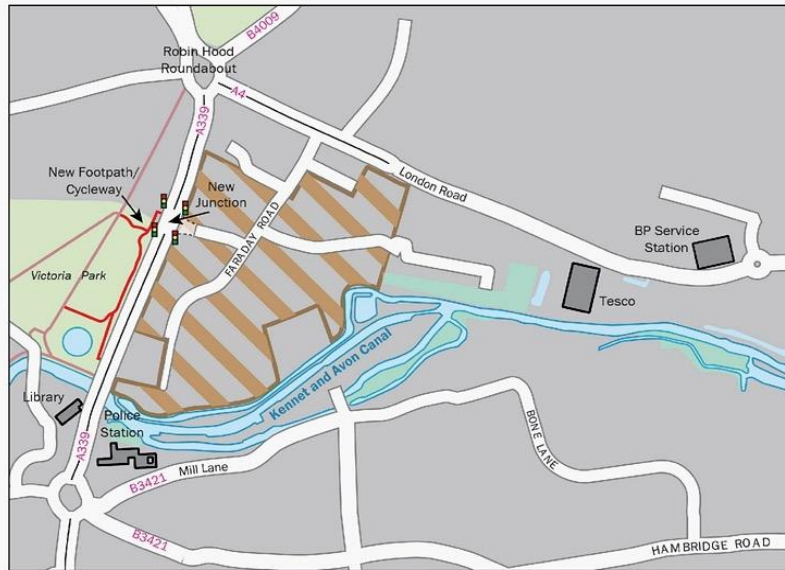 B4009
Robin Hood
Roundabout
A4
A339
London Road
New Footpath/
Cycleway
New
Junction
FARADAY ROAD
BP Service
Station
Victoria Park
Tesco
Kennet and Avon Canal
Library
Police
Station
A339
Mill Lane
B3421
BONE LANE
B3421
HAMBRIDGE ROAD